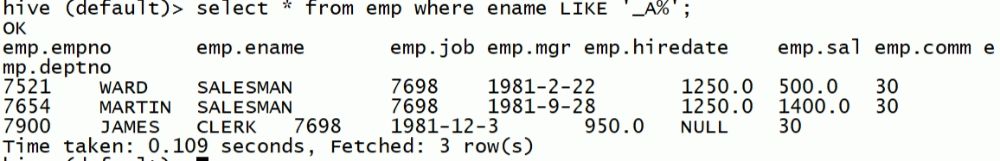 hive (default)> select * from emp where ename LIKE '_A%';
OK
emp.empno emp.ename emp.job emp.mgr emp.hiredate emp.sal emp.comm e
mp.deptno
7521 WARD SALESMAN 7698 1981-2-22 1250.0 500.0 30
7654 MARTIN SALESMAN 7698 1981-9-28 1250.0 1400.0 30
7900 JAMES CLERK 7698 1981-12-3 950.0 NULL 30
Time taken: 0.109 seconds, Fetched: 3 row(s)
hive (default)>